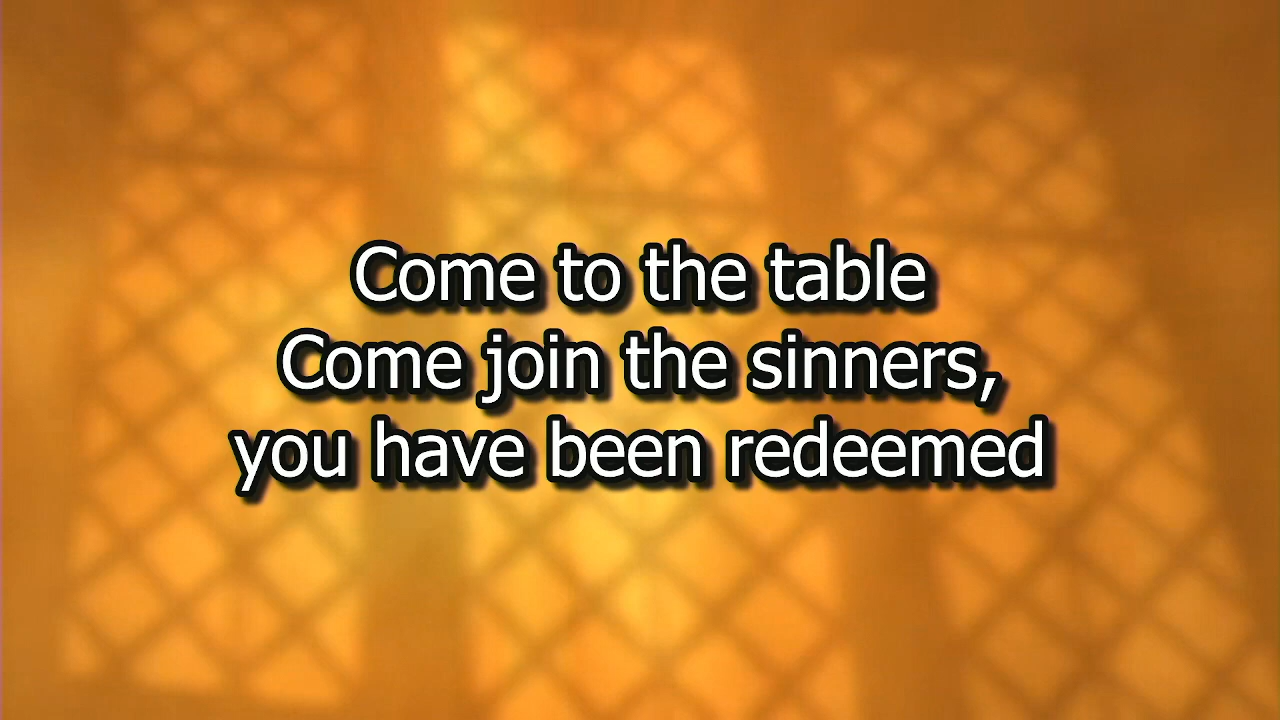 Come to the table
Come join the sinners,
you have been redeemed